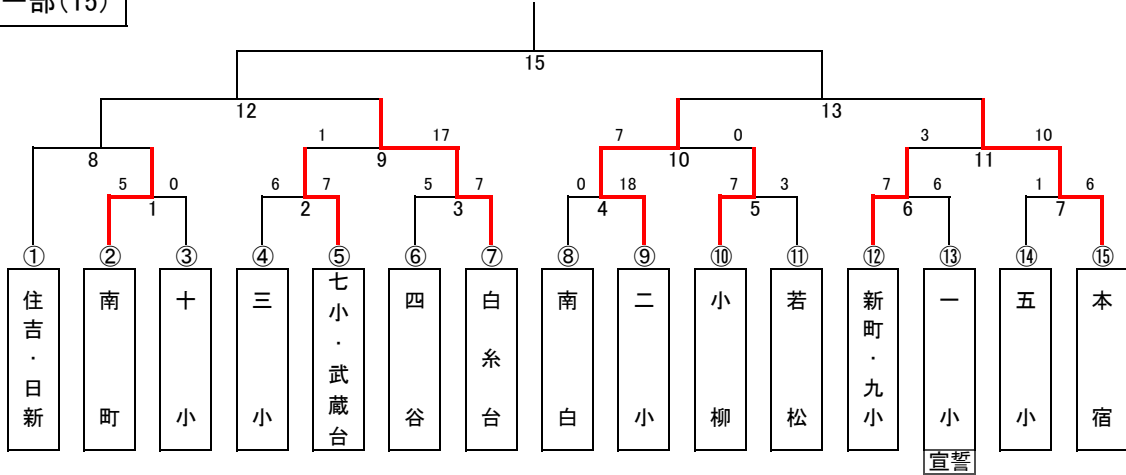 一部(15)
15
12
13
1
17
7
0
3
10
8
9
10
11
5
0
6
7
5
7
0
18
7
3
7
6
1
6
1
2
3
4
5
6
7
①
②
③
④
⑤
⑥
⑦
⑧
⑨
⑩
⑪
⑫
⑬
⑭
⑮
住吉・日新
南町
十小
三小
七小・武蔵台
四谷
白糸台
南白
二小
小柳
若松
新町・九小
一小
五小
本宿
宣誓